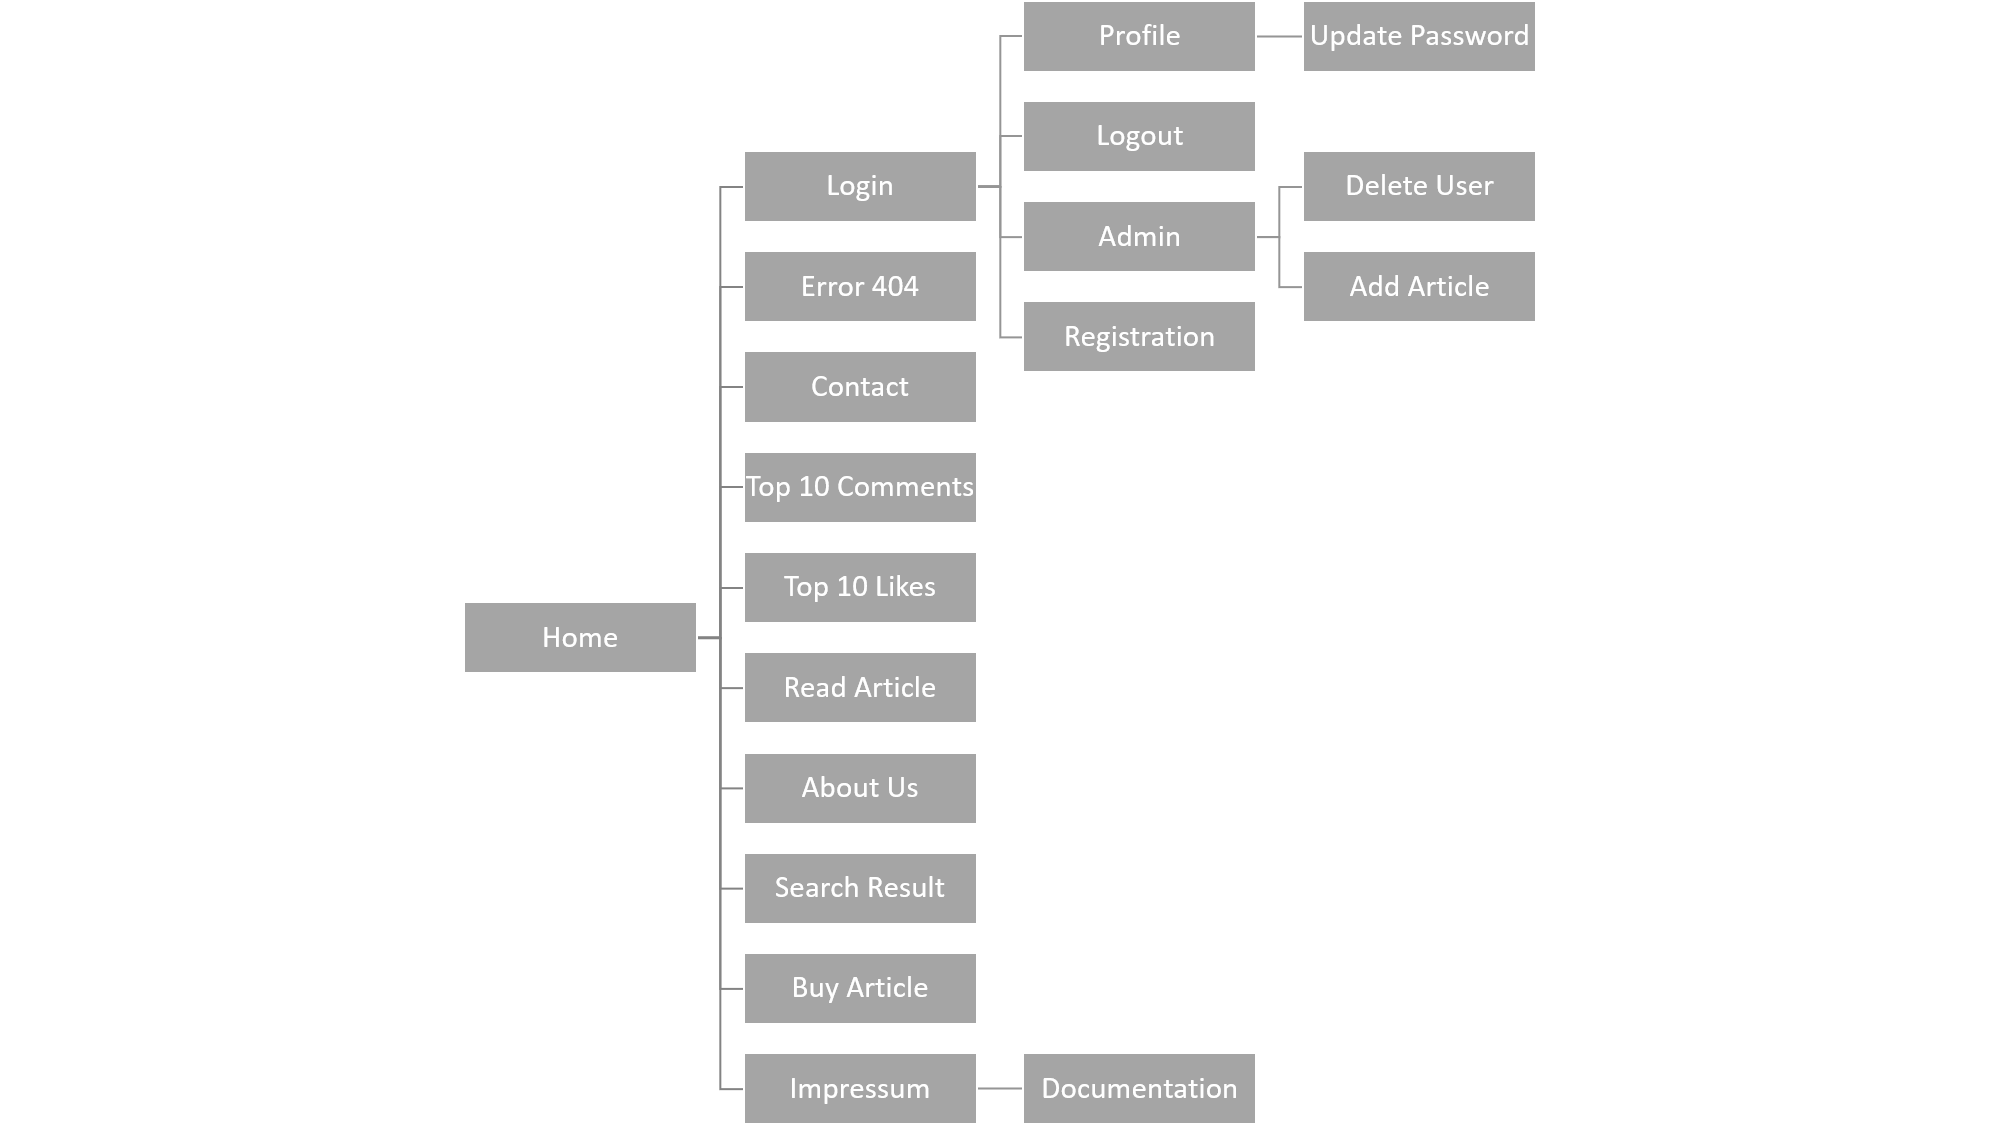 Home
Login
Profile
Update Password
Logout
Admin
Delete User
Add Article
Registration
Error 404
Contact
Top 10 Comments
Top 10 Likes
Read Article
About Us
Search Result
Buy Article
Impressum
Documentation